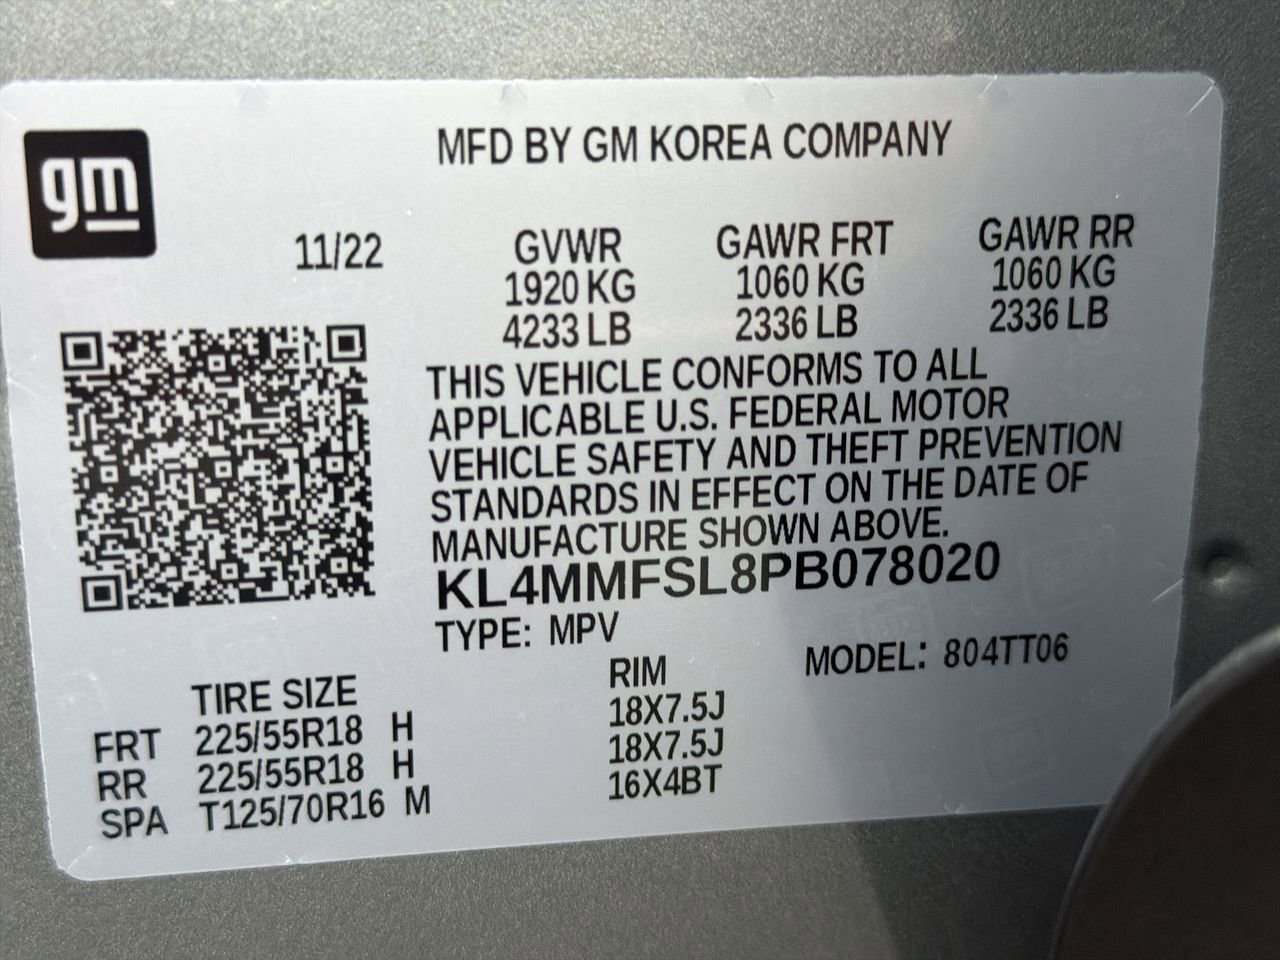 gm
MFD BY GM KOREA COMPANY
11/22 GVWR GAWR FRT GAWR RR
1920 KG 1060 KG 1060 KG
4233 LB 2336 LB 2336 LB
THIS VEHICLE CONFORMS TO ALL
APPLICABLE U.S. FEDERAL MOTOR
VEHICLE SAFETY AND THEFT PREVENTION
STANDARDS IN EFFECT ON THE DATE OF
MANUFACTURE SHOWN ABOVE.
KL4MMFSL8PB078020
TYPE: MPV
MODEL: 804TT06
TIRE SIZE RIM
FRT 225/55R18 H 18X7.5J
RR 225/55R18 H 18X7.5J
SPA T125/70R16 M 16X4BT